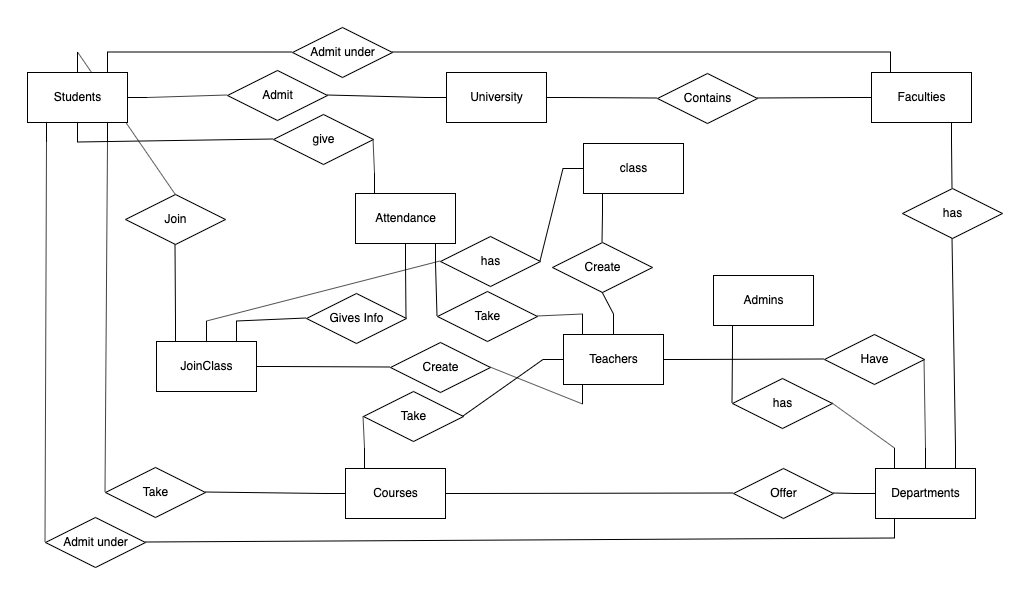 Admit under
Students
Admit
University
Contains
Faculties
give
class
Join
Attendance
has
has
Create
Admins
Gives Info
Take
JoinClass
Create
Teachers
Have
Take
has
Take
Courses
Offer
Departments
Admit under